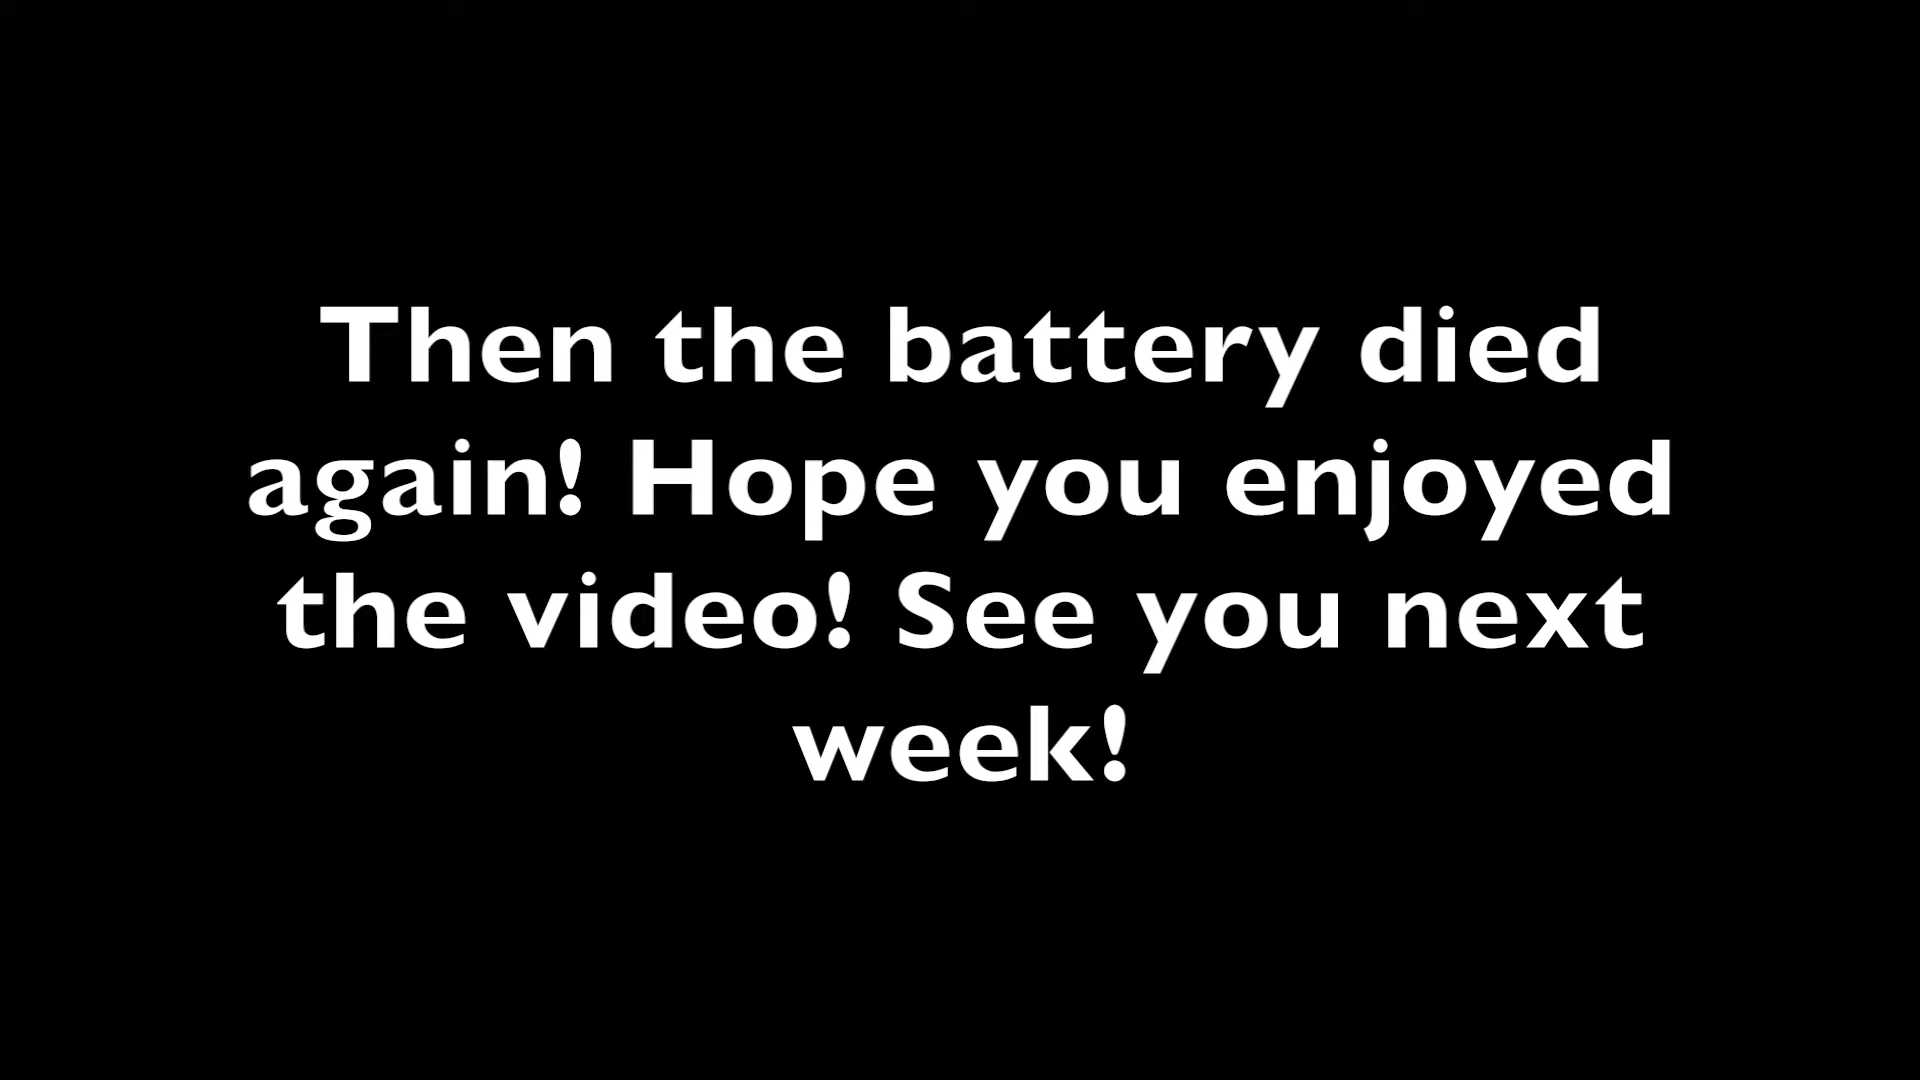 Then the battery died
again! Hope you enjoyed
the video! See you next
week!